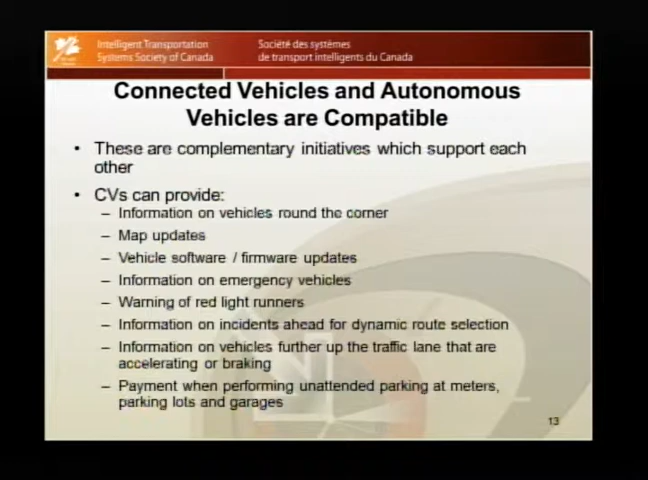 Intelligent Transportation
Systems Society of Canada
Société des systèmes
de transport intelligents du Canada
Connected Vehicles and Autonomous
Vehicles are Compatible
• These are complementary initiatives which support each
other
• CVs can provide:
– Information on vehicles round the corner
– Map updates
– Vehicle software / firmware updates
– Information on emergency vehicles
– Warning of red light runners
– Information on incidents ahead for dynamic route selection
– Information on vehicles further up the traffic lane that are
accelerating or braking
– Payment when performing unattended parking at meters,
parking lots and garages
13